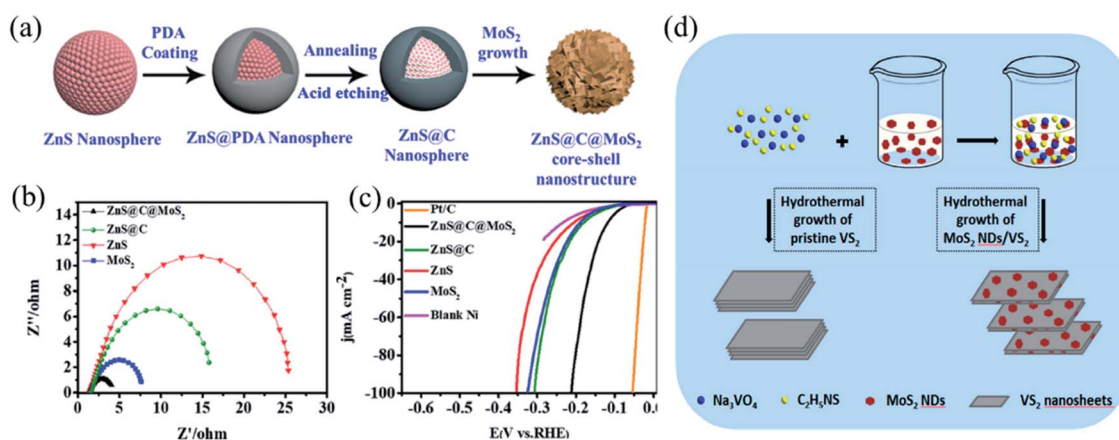 (a)
PDA
Coating
Annealing
Acid etching
MoS2
growth
ZnS Nanosphere
ZnS@PDA Nanosphere
ZnS@C
Nanosphere
ZnS@C@MoS2
core-shell
nanostructure
(b)
ZnS@C@MoS2
ZnS@C
ZnS
MoS2
Z''/ohm
14
12
10
8
6
4
2
0
0
5
10
15
20
25
30
Z'/ohm
(c)
Pt/C
ZnS@C@MoS2
ZnS@C
ZnS
MoS2
Blank Ni
j(mA cm-2)
0
-20
-40
-60
-80
-100
-0.6
-0.5
-0.4
-0.3
-0.2
-0.1
0.0
E(V vs.RHE)
(d)
+
Hydrothermal
growth of
pristine VS2
Hydrothermal
growth of
MoS2 NDs/VS2
Na3VO4
C2H5NS
MoS2 NDs
VS2 nanosheets